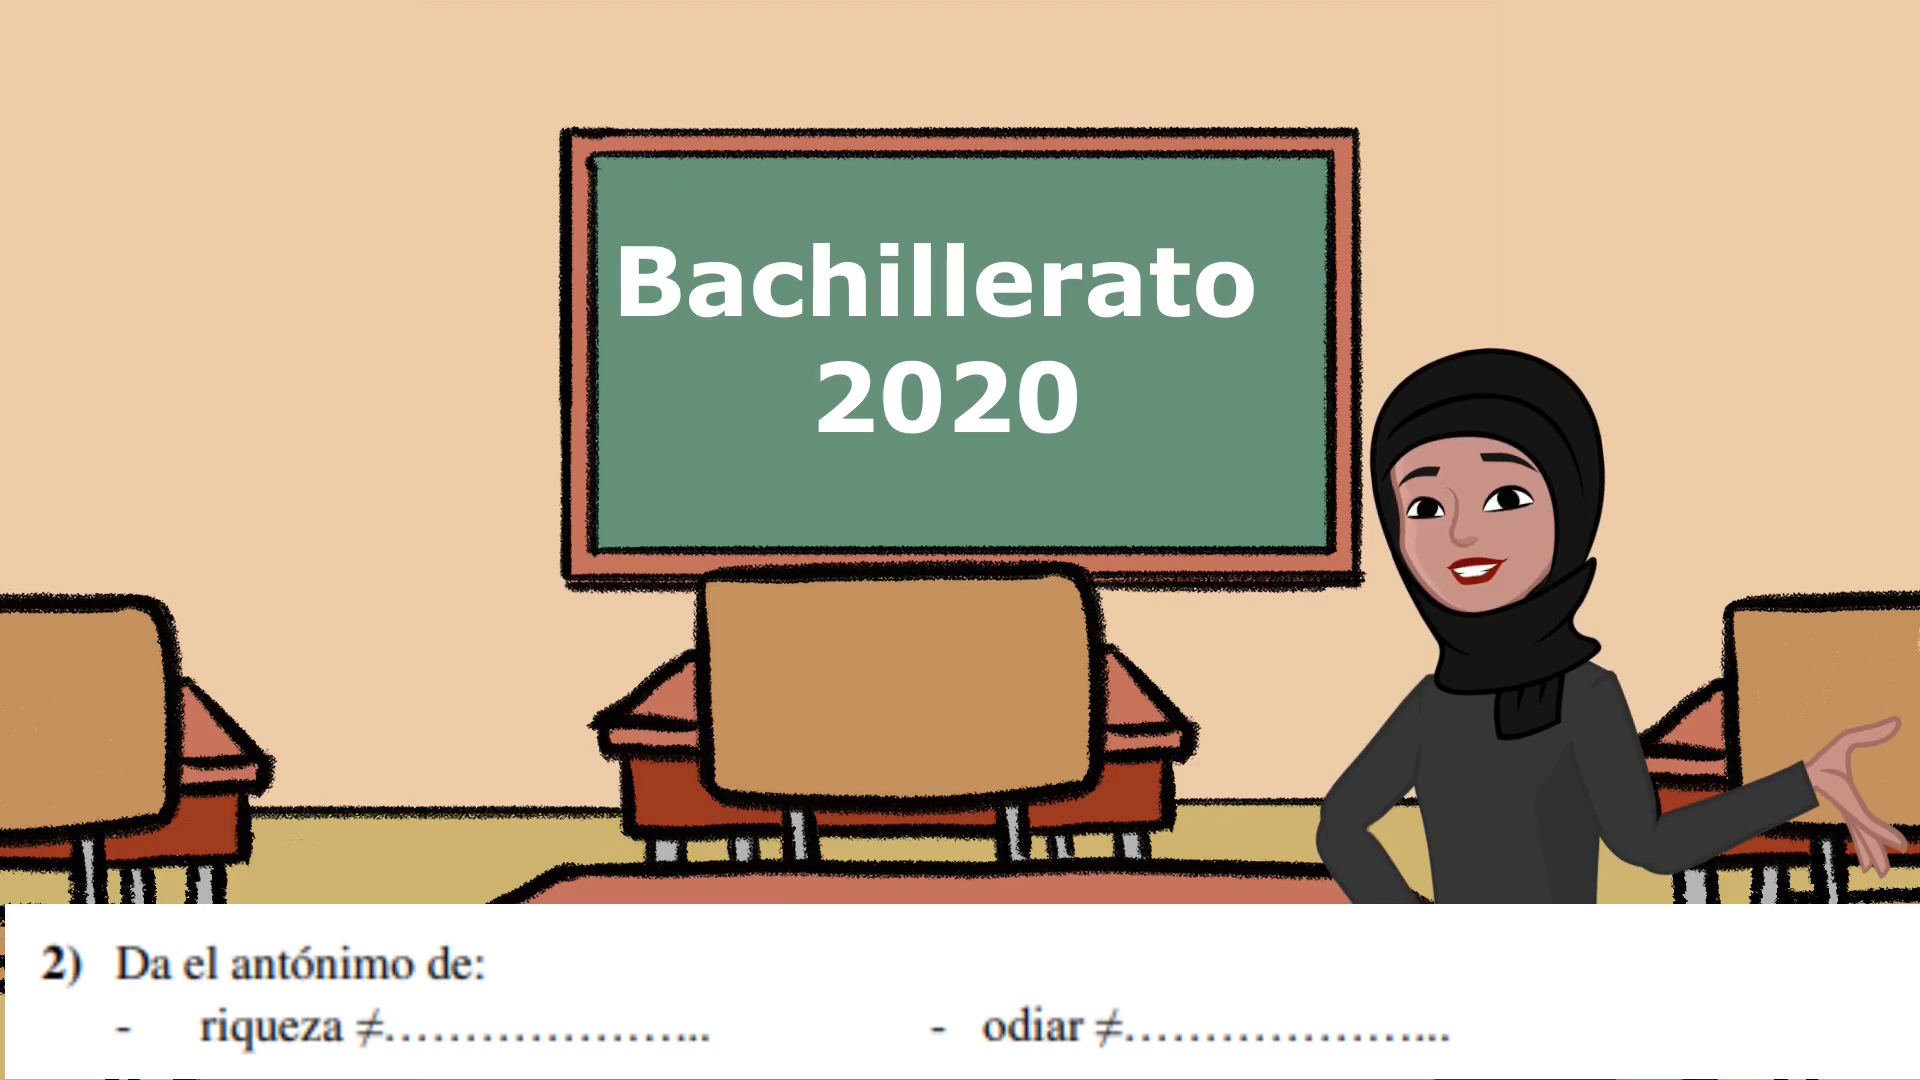 Bachillerato
2020
2) Da el antónimo de:
- riqueza ≠.......................
- odiar ≠.......................